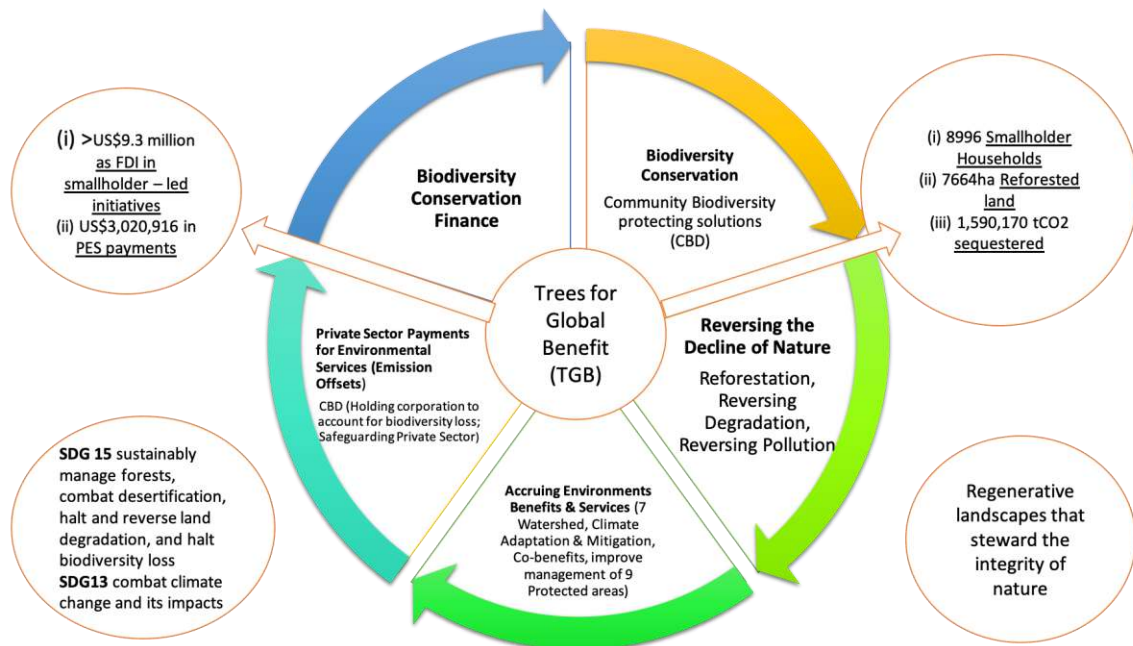 (i) >US$9.3 million
as FDI in
smallholder – led
initiatives
(ii) US$3,020,916 in
PES payments
Biodiversity
Conservation
Finance
Biodiversity
Conservation
Community Biodiversity
protecting solutions
(CBD)
(i) 8996 Smallholder
Households
(ii) 7664ha Reforested
land
(iii) 1,590,170 tCO2
sequestered
Trees for
Global
Benefit
(TGB)
Private Sector Payments
for Environmental
Services (Emission
Offsets)
CBD (Holding corporation to
account for biodiversity loss;
Safeguarding Private Sector)
Reversing the
Decline of Nature
Reforestation,
Reversing
Degradation,
Reversing Pollution
SDG 15 sustainably
manage forests,
combat desertification,
halt and reverse land
degradation, and halt
biodiversity loss
SDG13 combat climate
change and its impacts
Accruing Environments
Benefits & Services (7
Watershed, Climate
Adaptation & Mitigation,
Co-benefits, improve
management of 9
Protected areas)
Regenerative
landscapes that
steward the
integrity of
nature